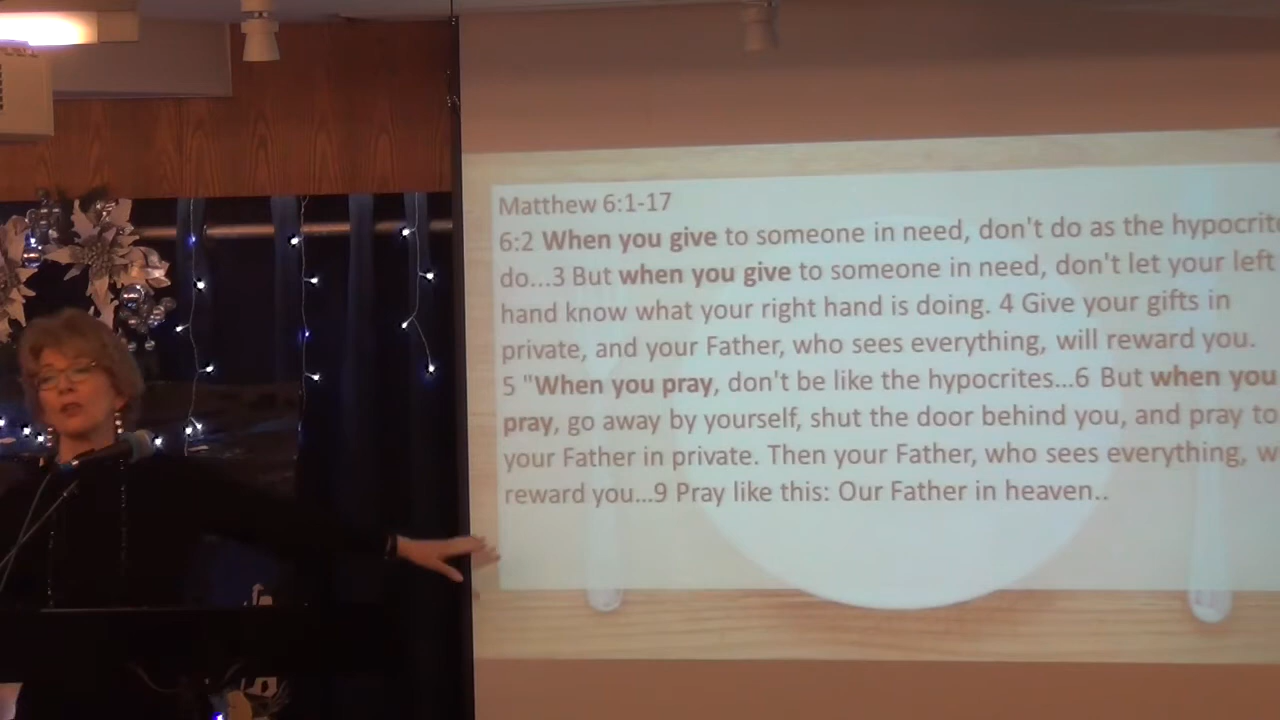 Matthew 6:1-17
6:2 When you give to someone in need, don't do as the
do...3 But when you give to someone in need, don't let your left
hand know what your right hand is doing. 4 Give your gifts in
private, and your Father, who sees everything, will reward you.
5 "When you pray, don't be like the hypocrites...6 But when you
pray, go away by yourself, shut the door behind you, and pray to
your Father in private. Then your Father, who sees everything,
reward you...9 Pray like this: Our Father in heaven..